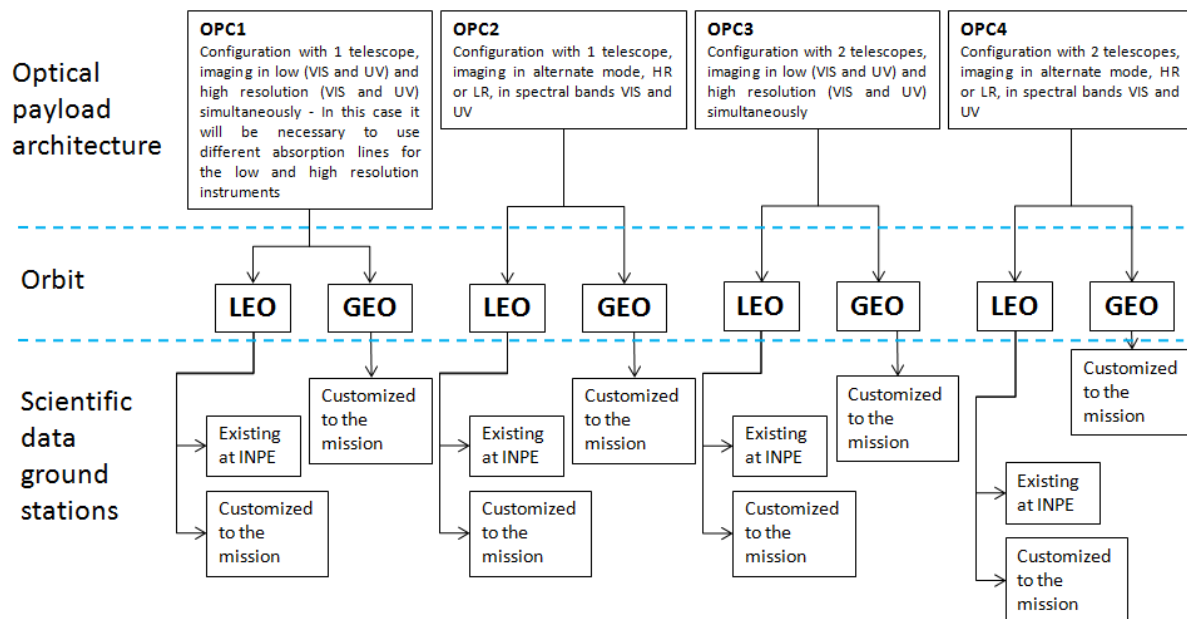 Optical
payload
architecture
OPC1
Configuration with 1 telescope,
imaging in low (VIS and UV) and
high resolution (VIS and UV)
simultaneously - In this case it
will be necessary to use
different absorption lines for
the low and high resolution
instruments
OPC2
Configuration with 1 telescope,
imaging in alternate mode, HR
or LR, in spectral bands VIS and
UV
OPC3
Configuration with 2 telescopes,
imaging in low (VIS and UV) and
high resolution (VIS and UV)
simultaneously
OPC4
Configuration with 2 telescopes,
imaging in alternate mode, HR
or LR, in spectral bands VIS and
UV
Orbit
LEO
GEO
LEO
GEO
LEO
GEO
LEO
GEO
Scientific
data
ground
stations
Existing
at INPE
Customized
to the
mission
Customized
to the
mission
Existing
at INPE
Customized
to the
mission
Customized
to the
mission
Existing
at INPE
Customized
to the
mission
Customized
to the
mission
Existing
at INPE
Customized
to the
mission
Customized
to the
mission